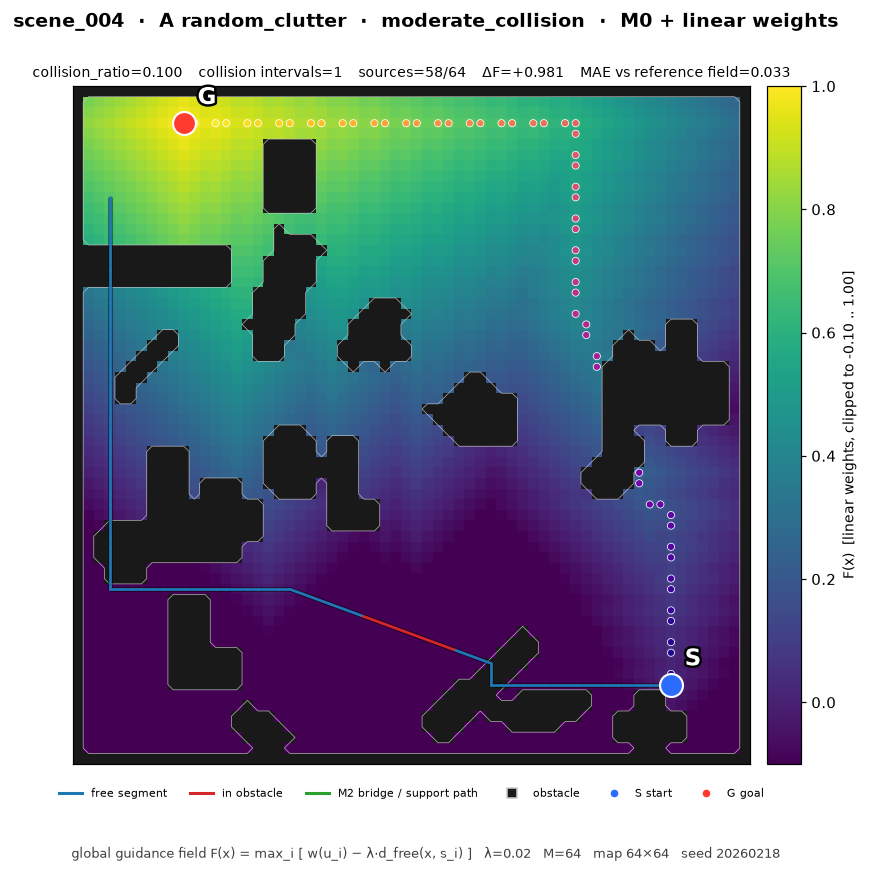 scene_004 · A random_clutter · moderate_collision · M0 + linear weights
collision_ratio=0.100 collision intervals=1 sources=58/64 ΔF=+0.981 MAE vs reference field=0.033
G
S
1.0
0.8
0.6
0.4
0.2
0.0
F(x) [linear weights, clipped to -0.10 .. 1.00]
free segment
in obstacle
M2 bridge / support path
obstacle
S start
G goal
global guidance field F(x) = max_i [ w(u_i) − λ·d_free(x, s_i) ] λ=0.02 M=64 map 64×64 seed 20260218